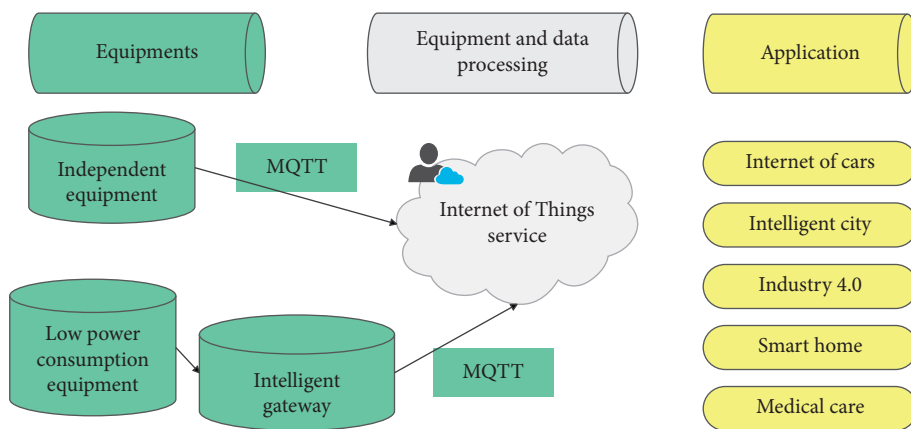 Equipments
Equipment and data
processing
Application
Independent
equipment
MQTT
Internet of Things
service
Low power
consumption
equipment
Intelligent
gateway
MQTT
Internet of cars
Intelligent city
Industry 4.0
Smart home
Medical care